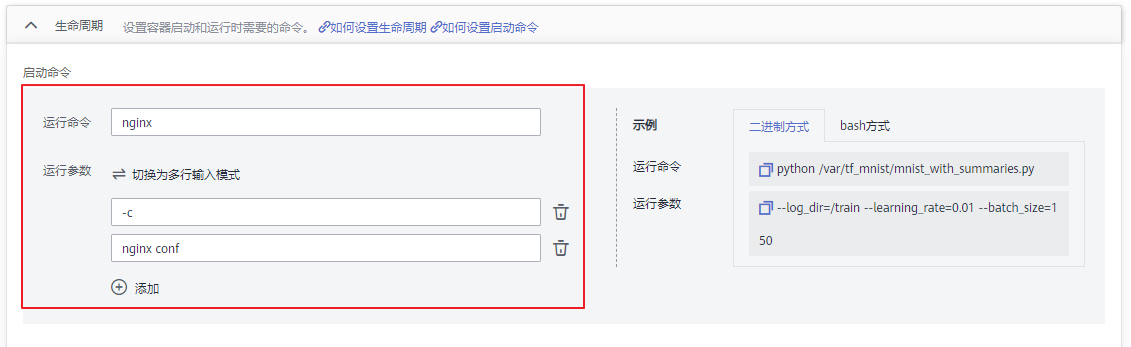 生命周期 设置容器启动和运行时需要的命令。 如何设置生命周期 如何设置启动命令
启动命令
运行命令 nginx
运行参数 切换为多行输入模式
-c
nginx conf
添加
示例 二进制方式 bash方式
运行命令 python /var/tf_mnist/mnist_with_summaries.py
运行参数 --log_dir=/train --learning_rate=0.01 --batch_size=1
50